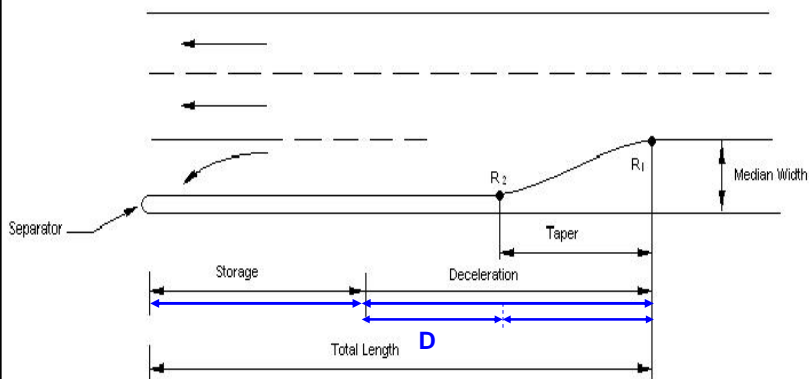 R2
R1
Median Width
Separator
Taper
Storage
Deceleration
D
Total Length